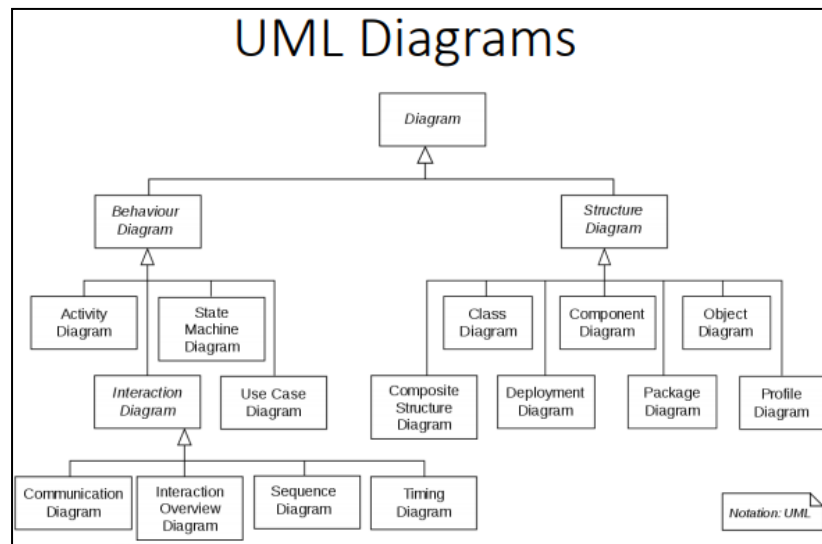 UML Diagrams
Diagram
Behaviour
Diagram
Structure
Diagram
Activity
Diagram
State
Machine
Diagram
Class
Diagram
Component
Diagram
Object
Diagram
Interaction
Diagram
Use Case
Diagram
Composite
Structure
Diagram
Deployment
Diagram
Package
Diagram
Profile
Diagram
Communication
Diagram
Interaction
Overview
Diagram
Sequence
Diagram
Timing
Diagram
Notation: UML